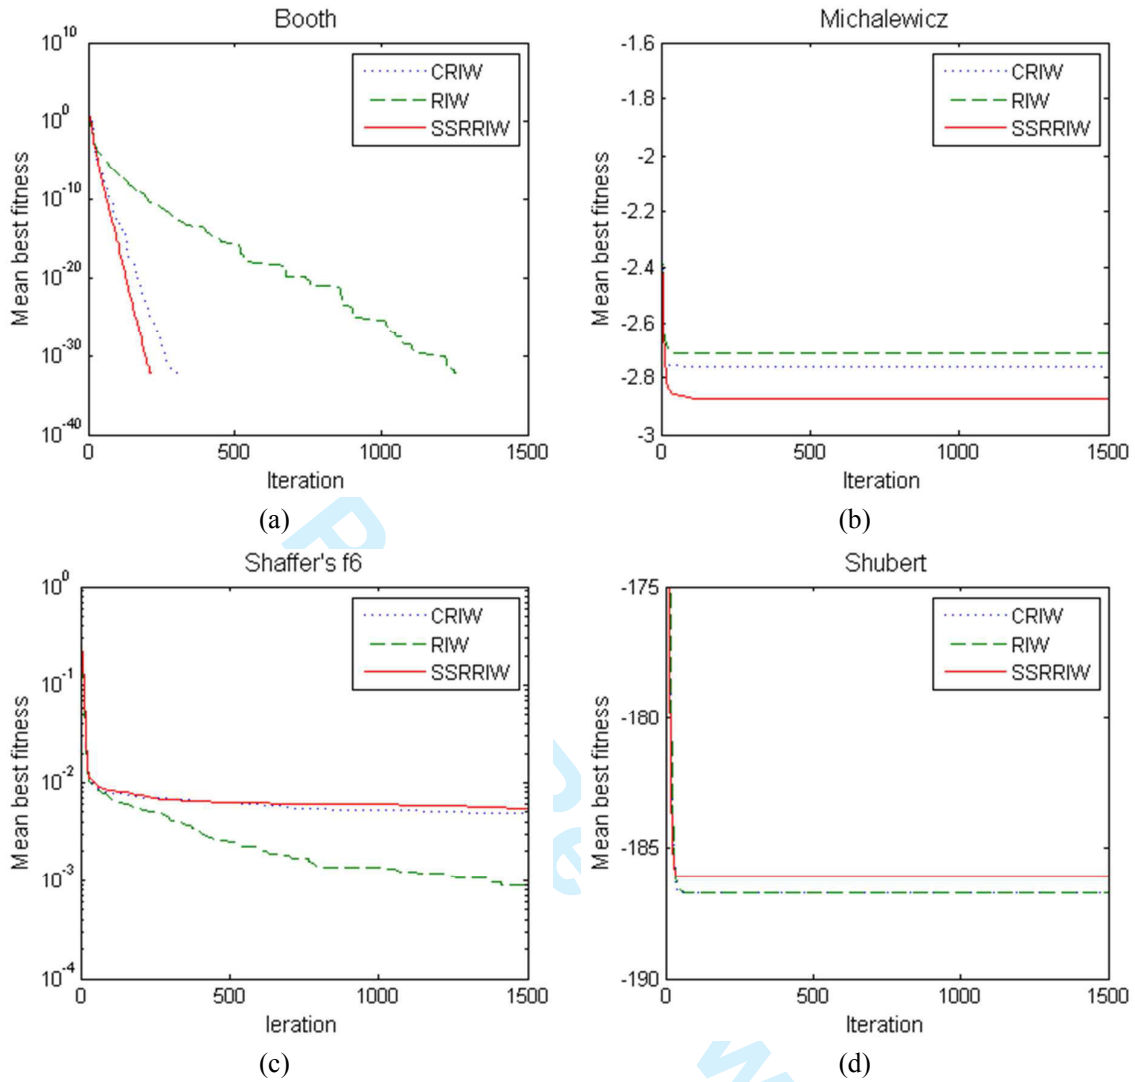 Booth
10^10
10^0
10^-10
10^-20
10^-30
10^-40
Mean best fitness
CRIW
RIW
SSRRIW
0 500 1000 1500
Iteration
(a)
Michalewicz
-1.6
-1.8
-2
-2.2
-2.4
-2.6
-2.8
-3
Mean best fitness
CRIW
RIW
SSRRIW
0 500 1000 1500
Iteration
(b)
Shaffer's f6
10^0
10^-1
10^-2
10^-3
10^-4
Mean best fitness
CRIW
RIW
SSRRIW
0 500 1000 1500
Ieration
(c)
Shubert
-175
-180
-185
-190
Mean best fitness
CRIW
RIW
SSRRIW
0 500 1000 1500
Iteration
(d)